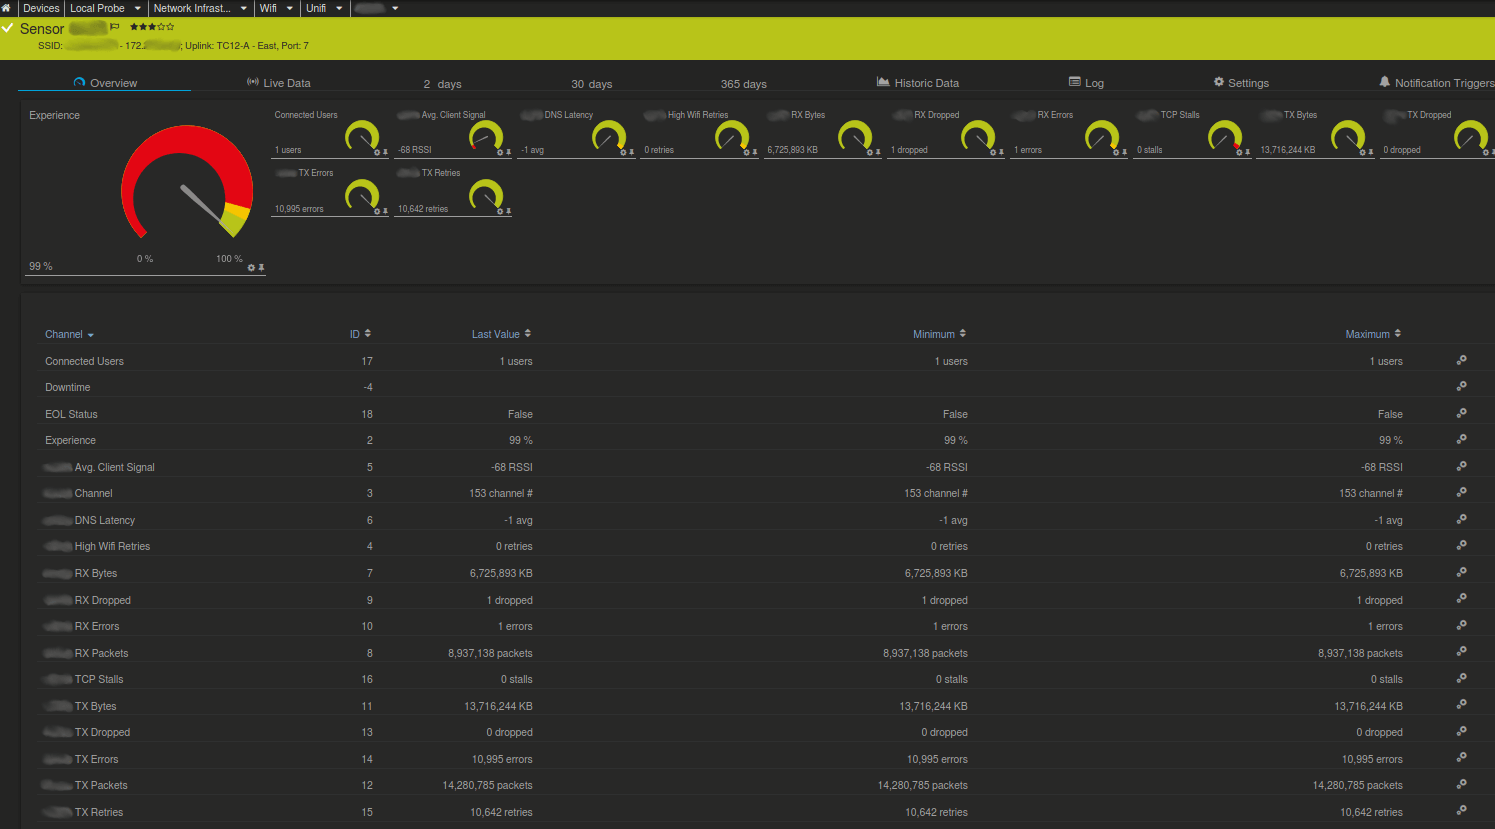 Devices Local Probe Network Infrast... Wifi Unifi
Sensor
SSID: - 172. ; Uplink: TC12-A - East, Port: 7
Overview Live Data 2 days 30 days 365 days Historic Data Log Settings Notification Triggers
Experience
99 %
0 % 100 %
Connected Users
1 users
Avg. Client Signal
-68 RSSI
DNS Latency
-1 avg
High Wifi Retries
0 retries
RX Bytes
6,725,893 KB
RX Dropped
1 dropped
RX Errors
1 errors
TCP Stalls
0 stalls
TX Bytes
13,716,244 KB
TX Dropped
0 dropped
TX Errors
10,995 errors
TX Retries
10,642 retries
Channel ID Last Value Minimum Maximum
Connected Users 17 1 users 1 users 1 users
Downtime -4
EOL Status 18 False False False
Experience 2 99 % 99 % 99 %
Avg. Client Signal 5 -68 RSSI -68 RSSI -68 RSSI
Channel 3 153 channel # 153 channel # 153 channel #
DNS Latency 6 -1 avg -1 avg -1 avg
High Wifi Retries 4 0 retries 0 retries 0 retries
RX Bytes 7 6,725,893 KB 6,725,893 KB 6,725,893 KB
RX Dropped 9 1 dropped 1 dropped 1 dropped
RX Errors 10 1 errors 1 errors 1 errors
RX Packets 8 8,937,138 packets 8,937,138 packets 8,937,138 packets
TCP Stalls 16 0 stalls 0 stalls 0 stalls
TX Bytes 11 13,716,244 KB 13,716,244 KB 13,716,244 KB
TX Dropped 13 0 dropped 0 dropped 0 dropped
TX Errors 14 10,995 errors 10,995 errors 10,995 errors
TX Packets 12 14,280,785 packets 14,280,785 packets 14,280,785 packets
TX Retries 15 10,642 retries 10,642 retries 10,642 retries